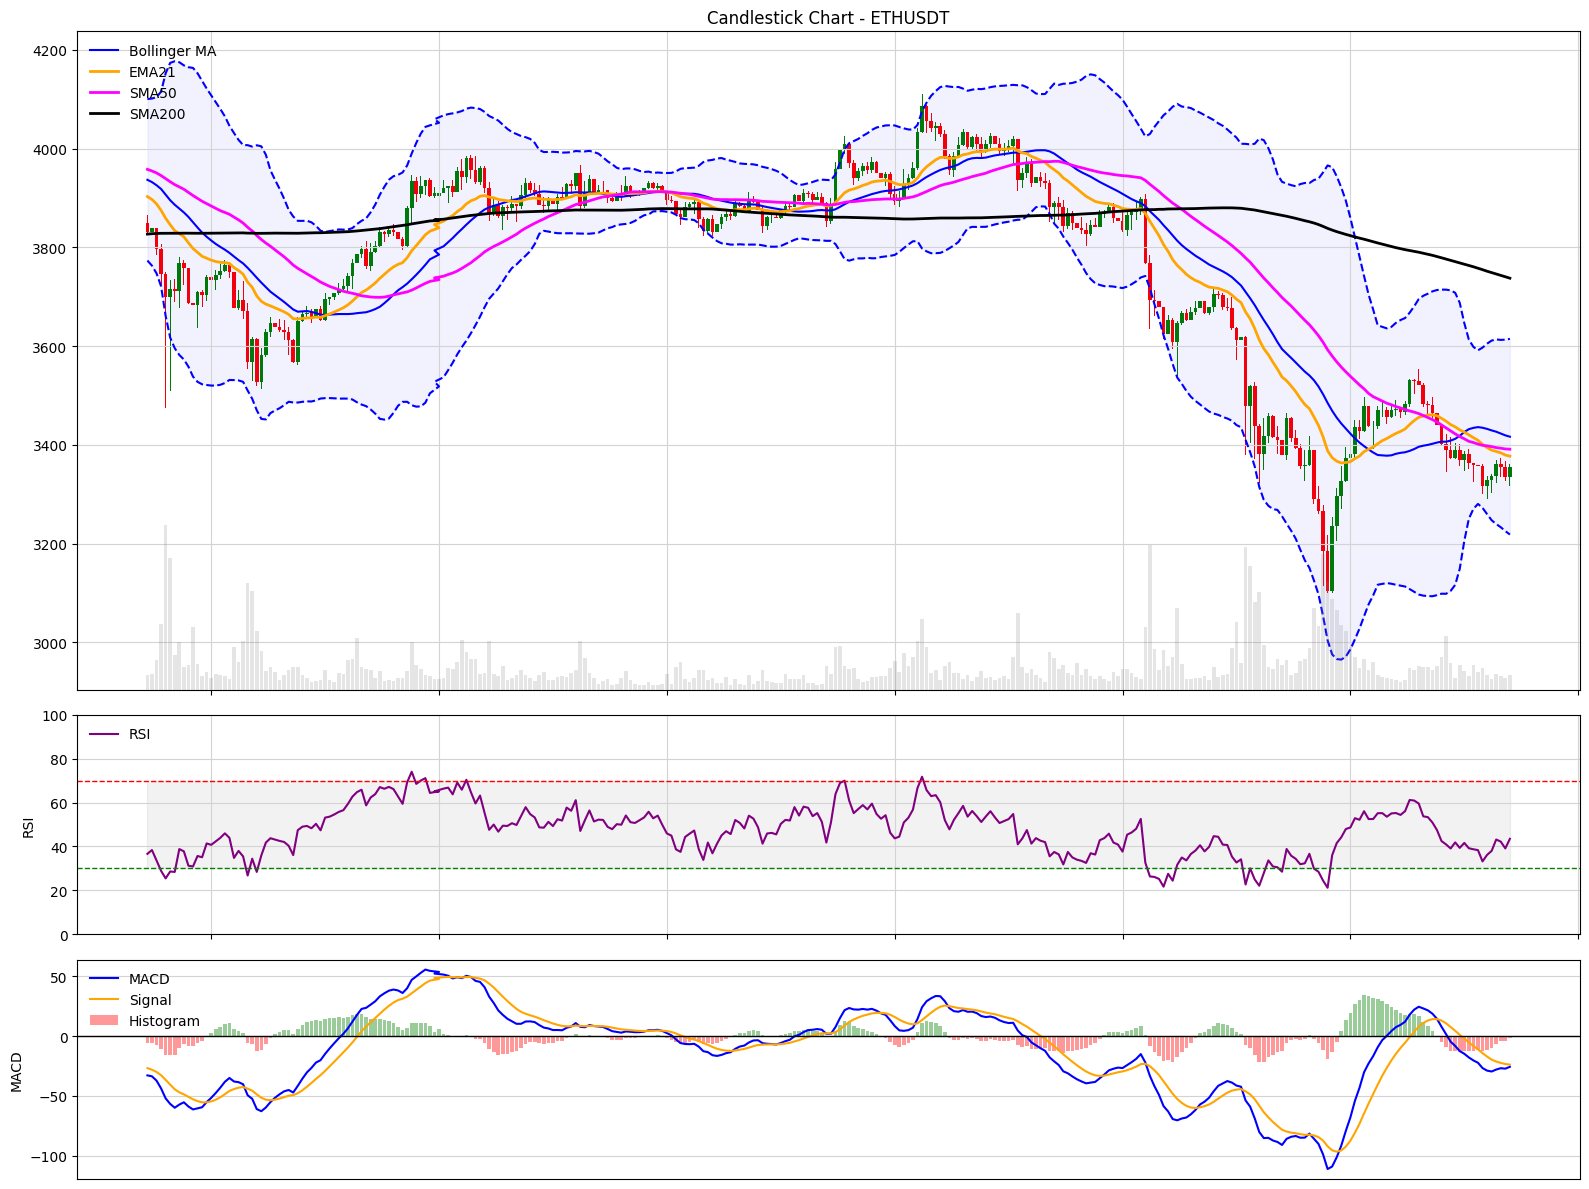 Candlestick Chart - ETHUSDT
Bollinger MA
EMA21
SMA50
SMA200
4200
4000
3800
3600
3400
3200
3000
RSI
RSI
100
80
60
40
20
0
MACD
Signal
Histogram
MACD
50
0
−50
−100